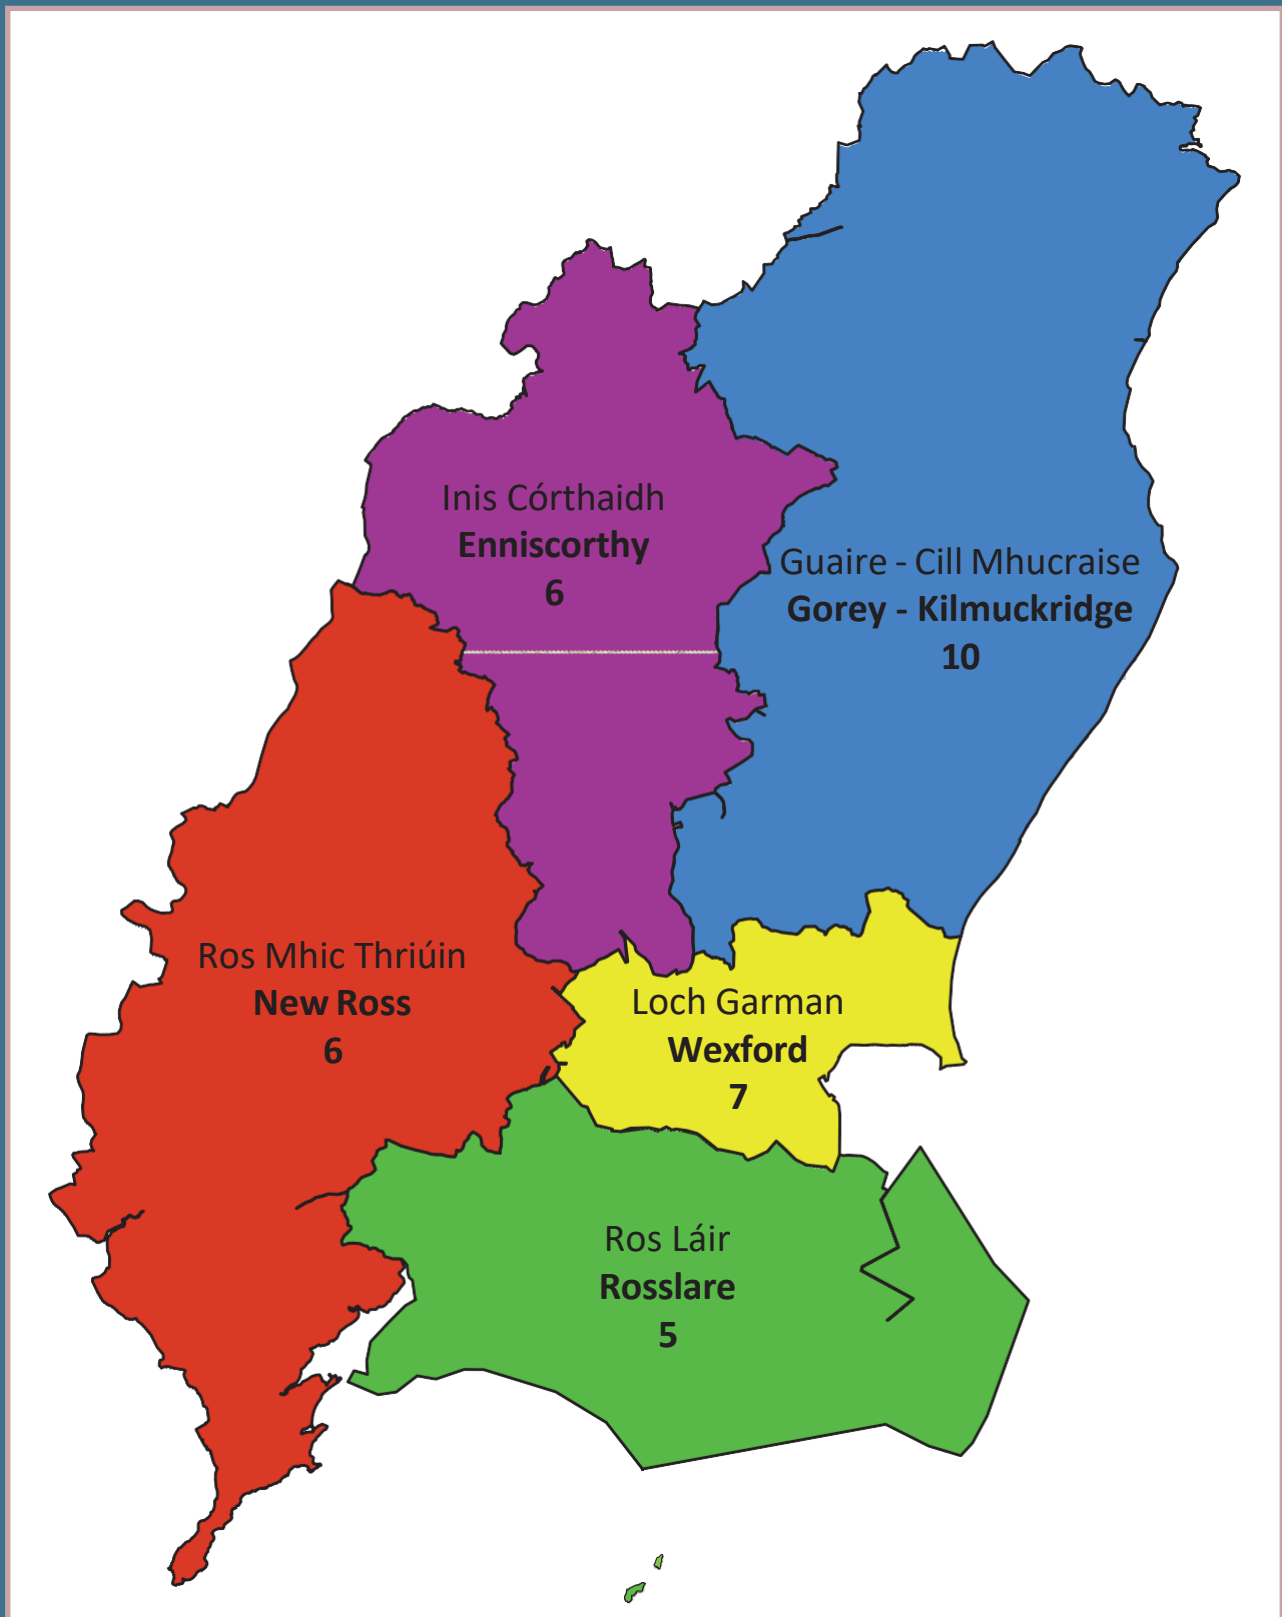 Inis Córthaidh
Enniscorthy
6
Guaire - Cill Mhucraise
Gorey - Kilmuckridge
10
Ros Mhic Thriúin
New Ross
6
Loch Garman
Wexford
7
Ros Láir
Rosslare
5